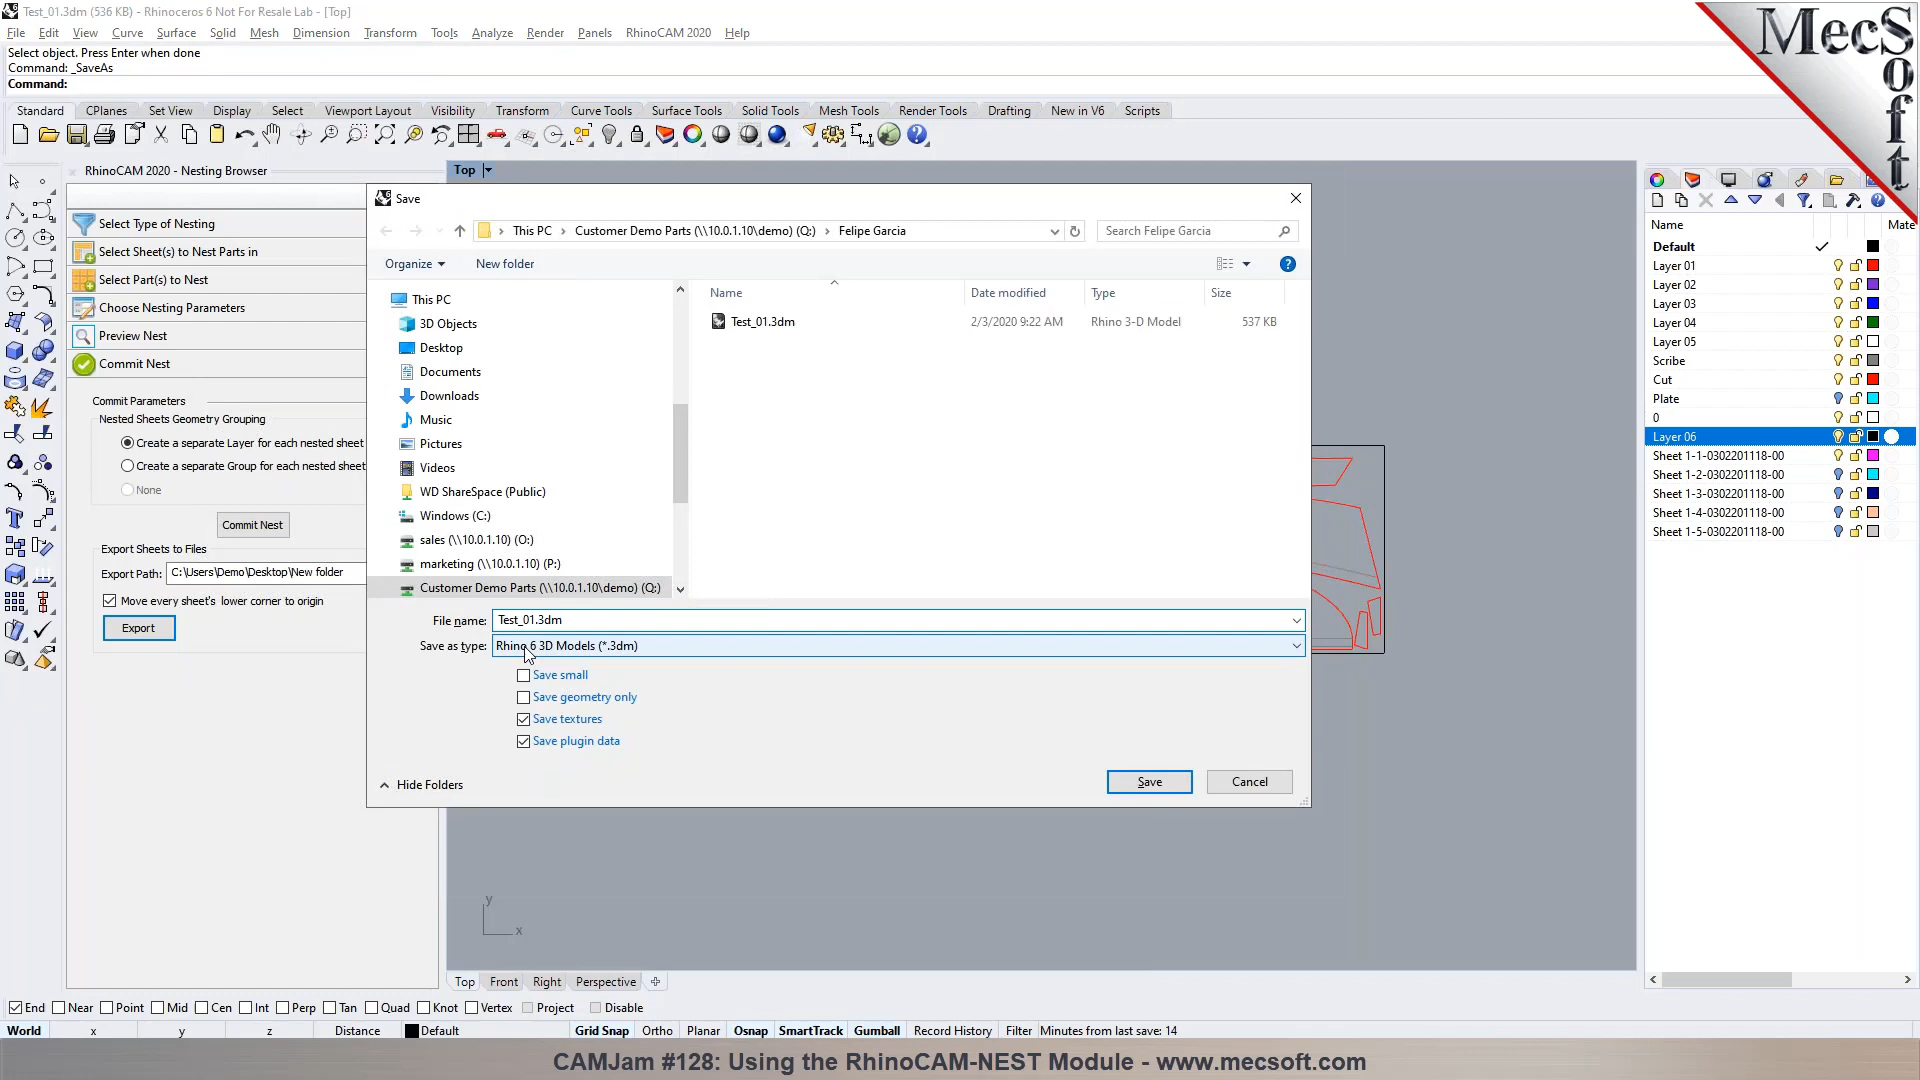 Test_01.3dm (536 KB) - Rhinoceros 6 Not For Resale Lab - [Top]
File Edit View Curve Surface Solid Mesh Dimension Transform Tools Analyze Render Panels RhinoCAM 2020 Help
Select object. Press Enter when done
Command: _SaveAs
Command:
MecSoft
Standard CPlanes Set View Display Select Viewport Layout Visibility Transform Curve Tools Surface Tools Solid Tools Mesh Tools Render Tools Drafting New in V6 Scripts
RhinoCAM 2020 - Nesting Browser
Select Type of Nesting
Select Sheet(s) to Nest Parts in
Select Part(s) to Nest
Choose Nesting Parameters
Preview Nest
Commit Nest
Commit Parameters
Nested Sheets Geometry Grouping
Create a separate Layer for each nested sheet
Create a separate Group for each nested sheet
None
Commit Nest
Export Sheets to Files
Export Path: C:\Users\Demo\Desktop\New folder
Move every sheet's lower corner to origin
Export
Top
Save
This PC > Customer Demo Parts (\\10.0.1.10\demo) (Q:) > Felipe Garcia
Search Felipe Garcia
Organize New folder
This PC
3D Objects
Desktop
Documents
Downloads
Music
Pictures
Videos
WD ShareSpace (Public)
Windows (C:)
sales (\\10.0.1.10) (O:)
marketing (\\10.0.1.10) (P:)
Customer Demo Parts (\\10.0.1.10\demo) (Q:)
Name Date modified Type Size
Test_01.3dm 2/3/2020 9:22 AM Rhino 3-D Model 537 KB
File name: Test_01.3dm
Save as type: Rhino 6 3D Models (*.3dm)
Save small
Save geometry only
Save textures
Save plugin data
Hide Folders
Save Cancel
Name Mate
Default
Layer 01
Layer 02
Layer 03
Layer 04
Layer 05
Scribe
Cut
Plate
0
Layer 06
Sheet 1-1-0302201118-00
Sheet 1-2-0302201118-00
Sheet 1-3-0302201118-00
Sheet 1-4-0302201118-00
Sheet 1-5-0302201118-00
y
x
Top Front Right Perspective
End Near Point Mid Cen Int Perp Tan Quad Knot Vertex Project Disable
World x y z Distance Default Grid Snap Ortho Planar Osnap SmartTrack Gumball Record History Filter Minutes from last save: 14
CAMJam #128: Using the RhinoCAM-NEST Module - www.mecsoft.com